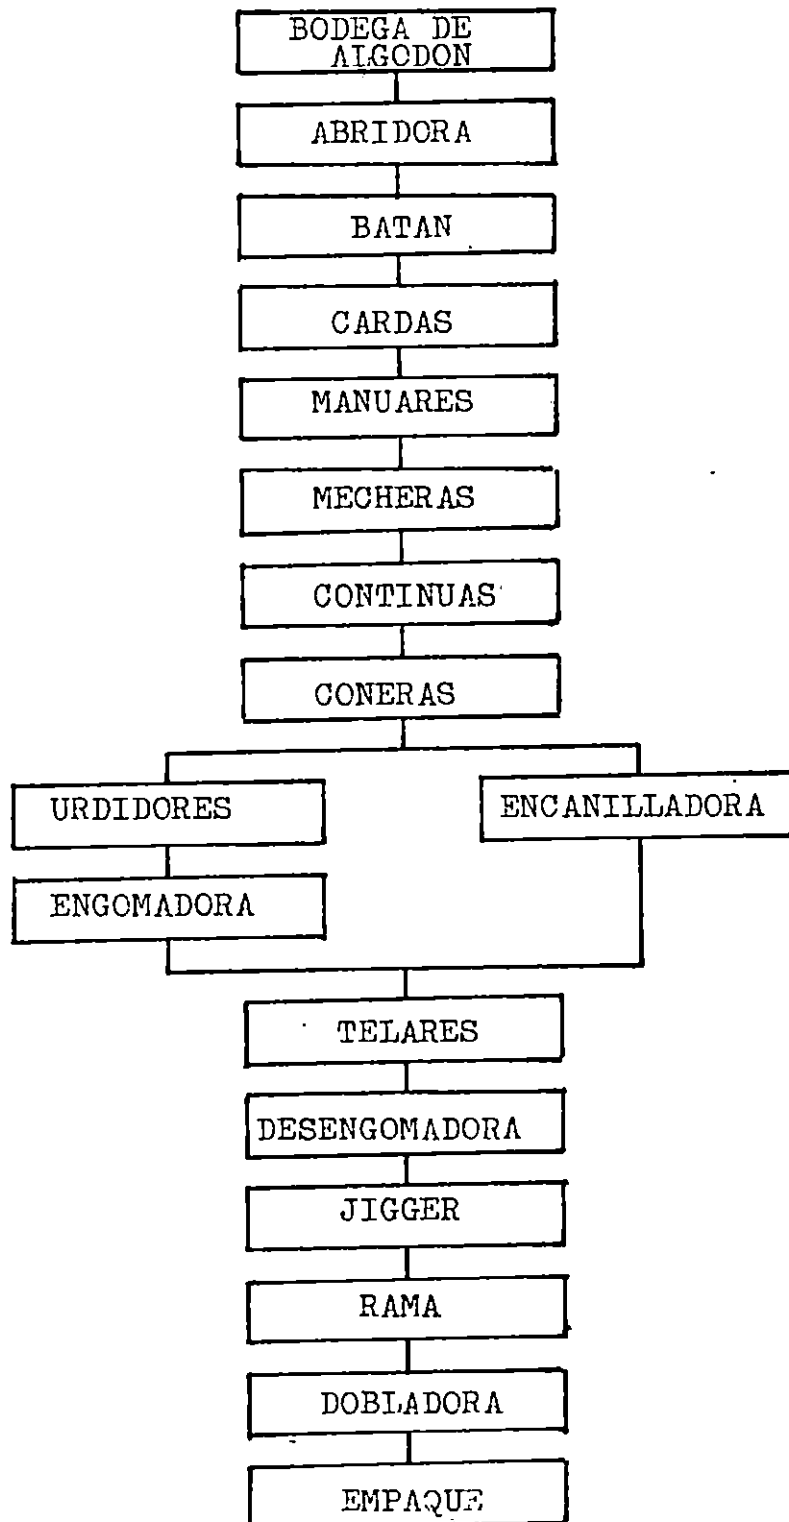 BODEGA DE
ALGODON
ABRIDORA
BATAN
CARDAS
MANUARES
MECHERAS
CONTINUAS
CONERAS
URDIDORES
ENCANILLADORA
ENGOMADORA
TELARES
DESENGOMADORA
JIGGER
RAMA
DOBLADORA
EMPAQUE